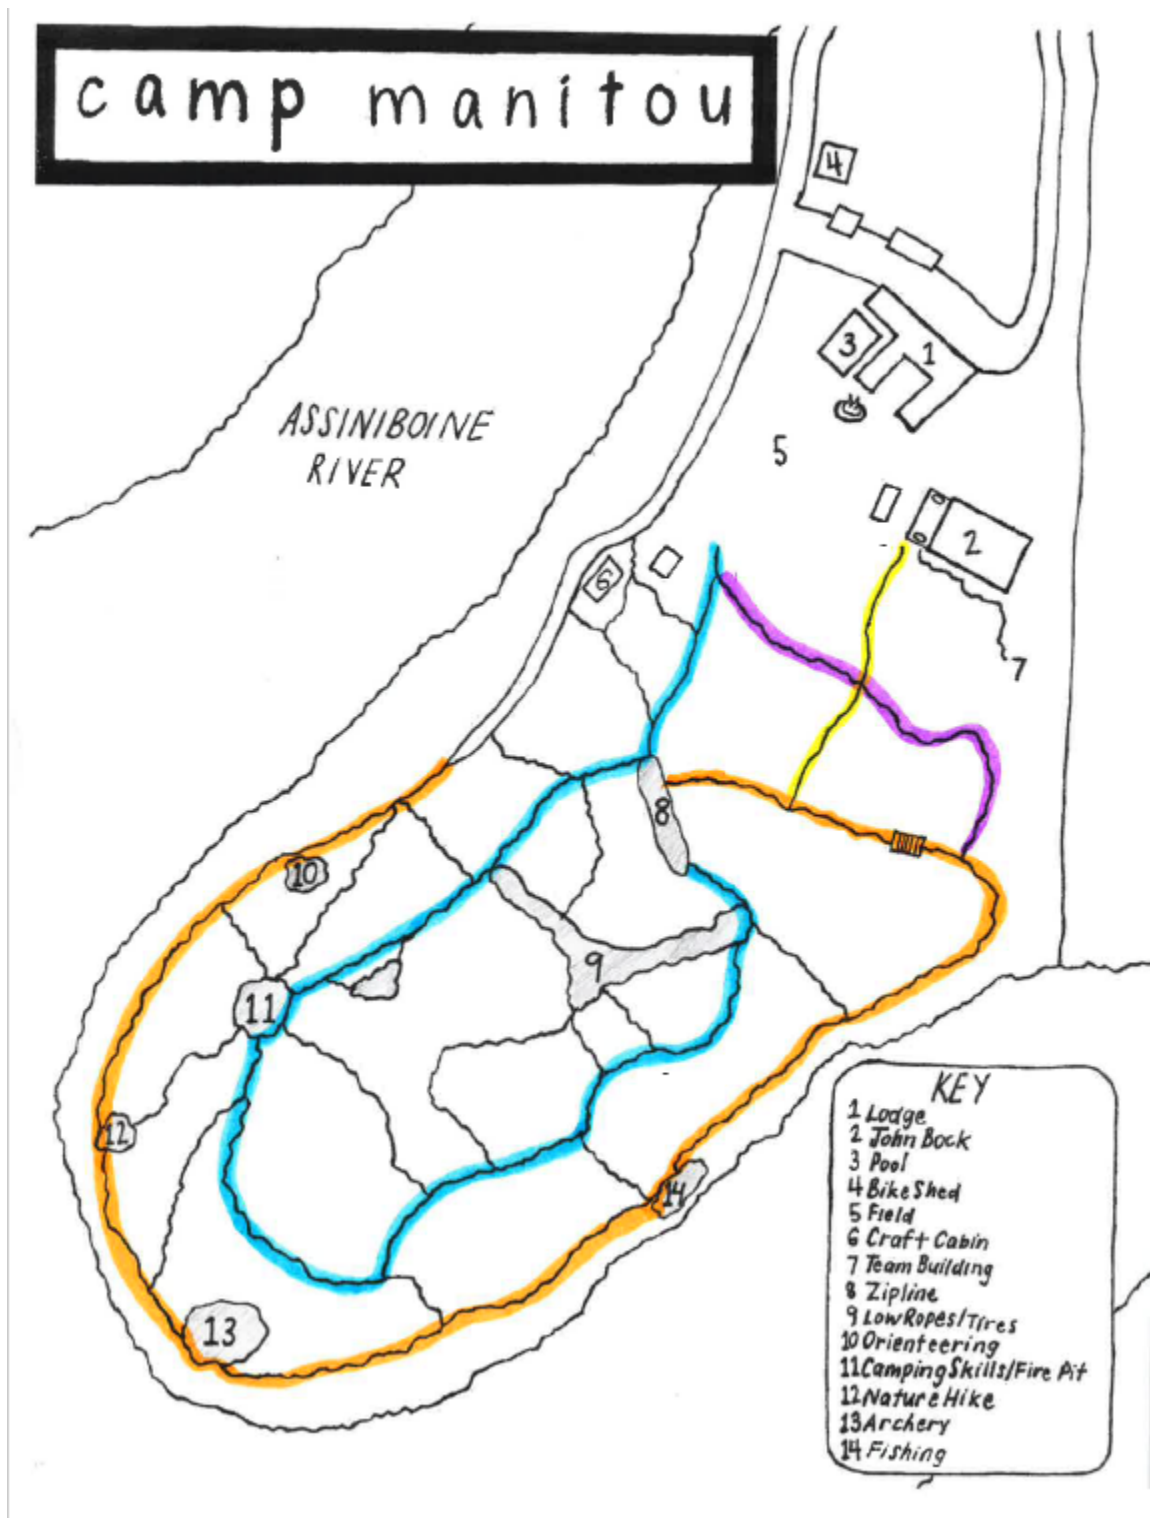 camp manitou
4
3
1
ASSINIBOINE
RIVER
5
2
6
7
8
10
9
11
12
14
13
KEY
1 Lodge
2 John Bock
3 Pool
4 Bike Shed
5 Field
6 Craft Cabin
7 Team Building
8 Zipline
9 Low Ropes/Tires
10 Orienteering
11 Camping Skills/Fire Pit
12 Nature Hike
13 Archery
14 Fishing